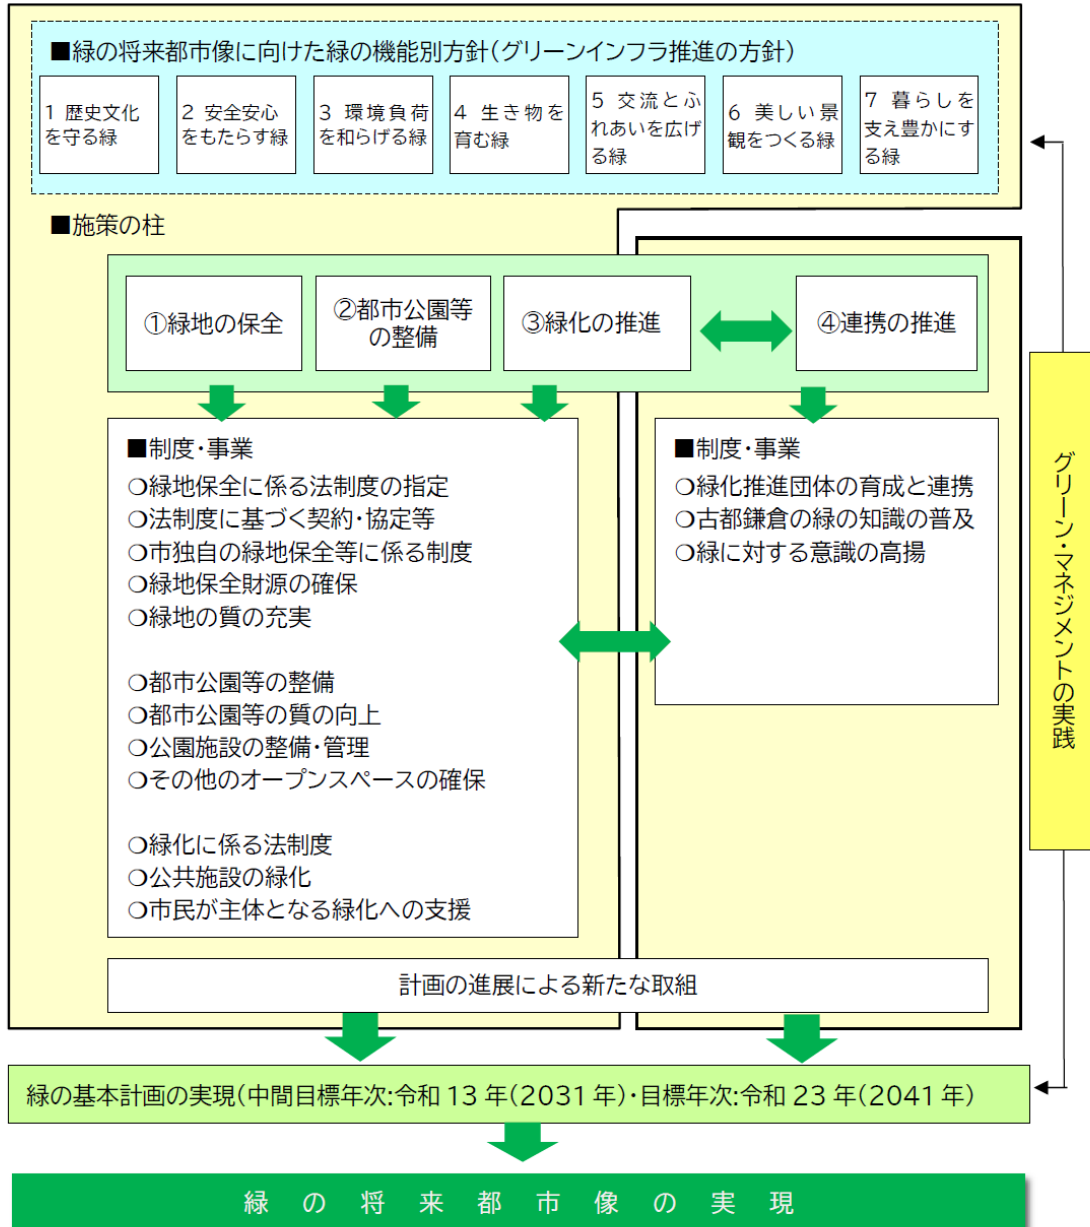 ■緑の将来都市像に向けた緑の機能別方針(グリーンインフラ推進の方針)
1 歴史文化
を守る緑
2 安全安心
をもたらす緑
3 環境負荷
を和らげる緑
4 生き物を
育む緑
5 交流とふ
れあいを広げ
る緑
6 美しい景
観をつくる緑
7 暮らしを
支え豊かにす
る緑
■施策の柱
①緑地の保全
②都市公園等
の整備
③緑化の推進
④連携の推進
■制度・事業
❍緑地保全に係る法制度の指定
❍法制度に基づく契約・協定等
❍市独自の緑地保全等に係る制度
❍緑地保全財源の確保
❍緑地の質の充実
❍都市公園等の整備
❍都市公園等の質の向上
❍公園施設の整備・管理
❍その他のオープンスペースの確保
❍緑化に係る法制度
❍公共施設の緑化
❍市民が主体となる緑化への支援
■制度・事業
❍緑化推進団体の育成と連携
❍古都鎌倉の緑の知識の普及
❍緑に対する意識の高揚
グリーン・マネジメントの実践
計画の進展による新たな取組
緑の基本計画の実現(中間目標年次:令和 13 年(2031 年)・目標年次:令和 23 年(2041 年)
緑の将来都市像の実現